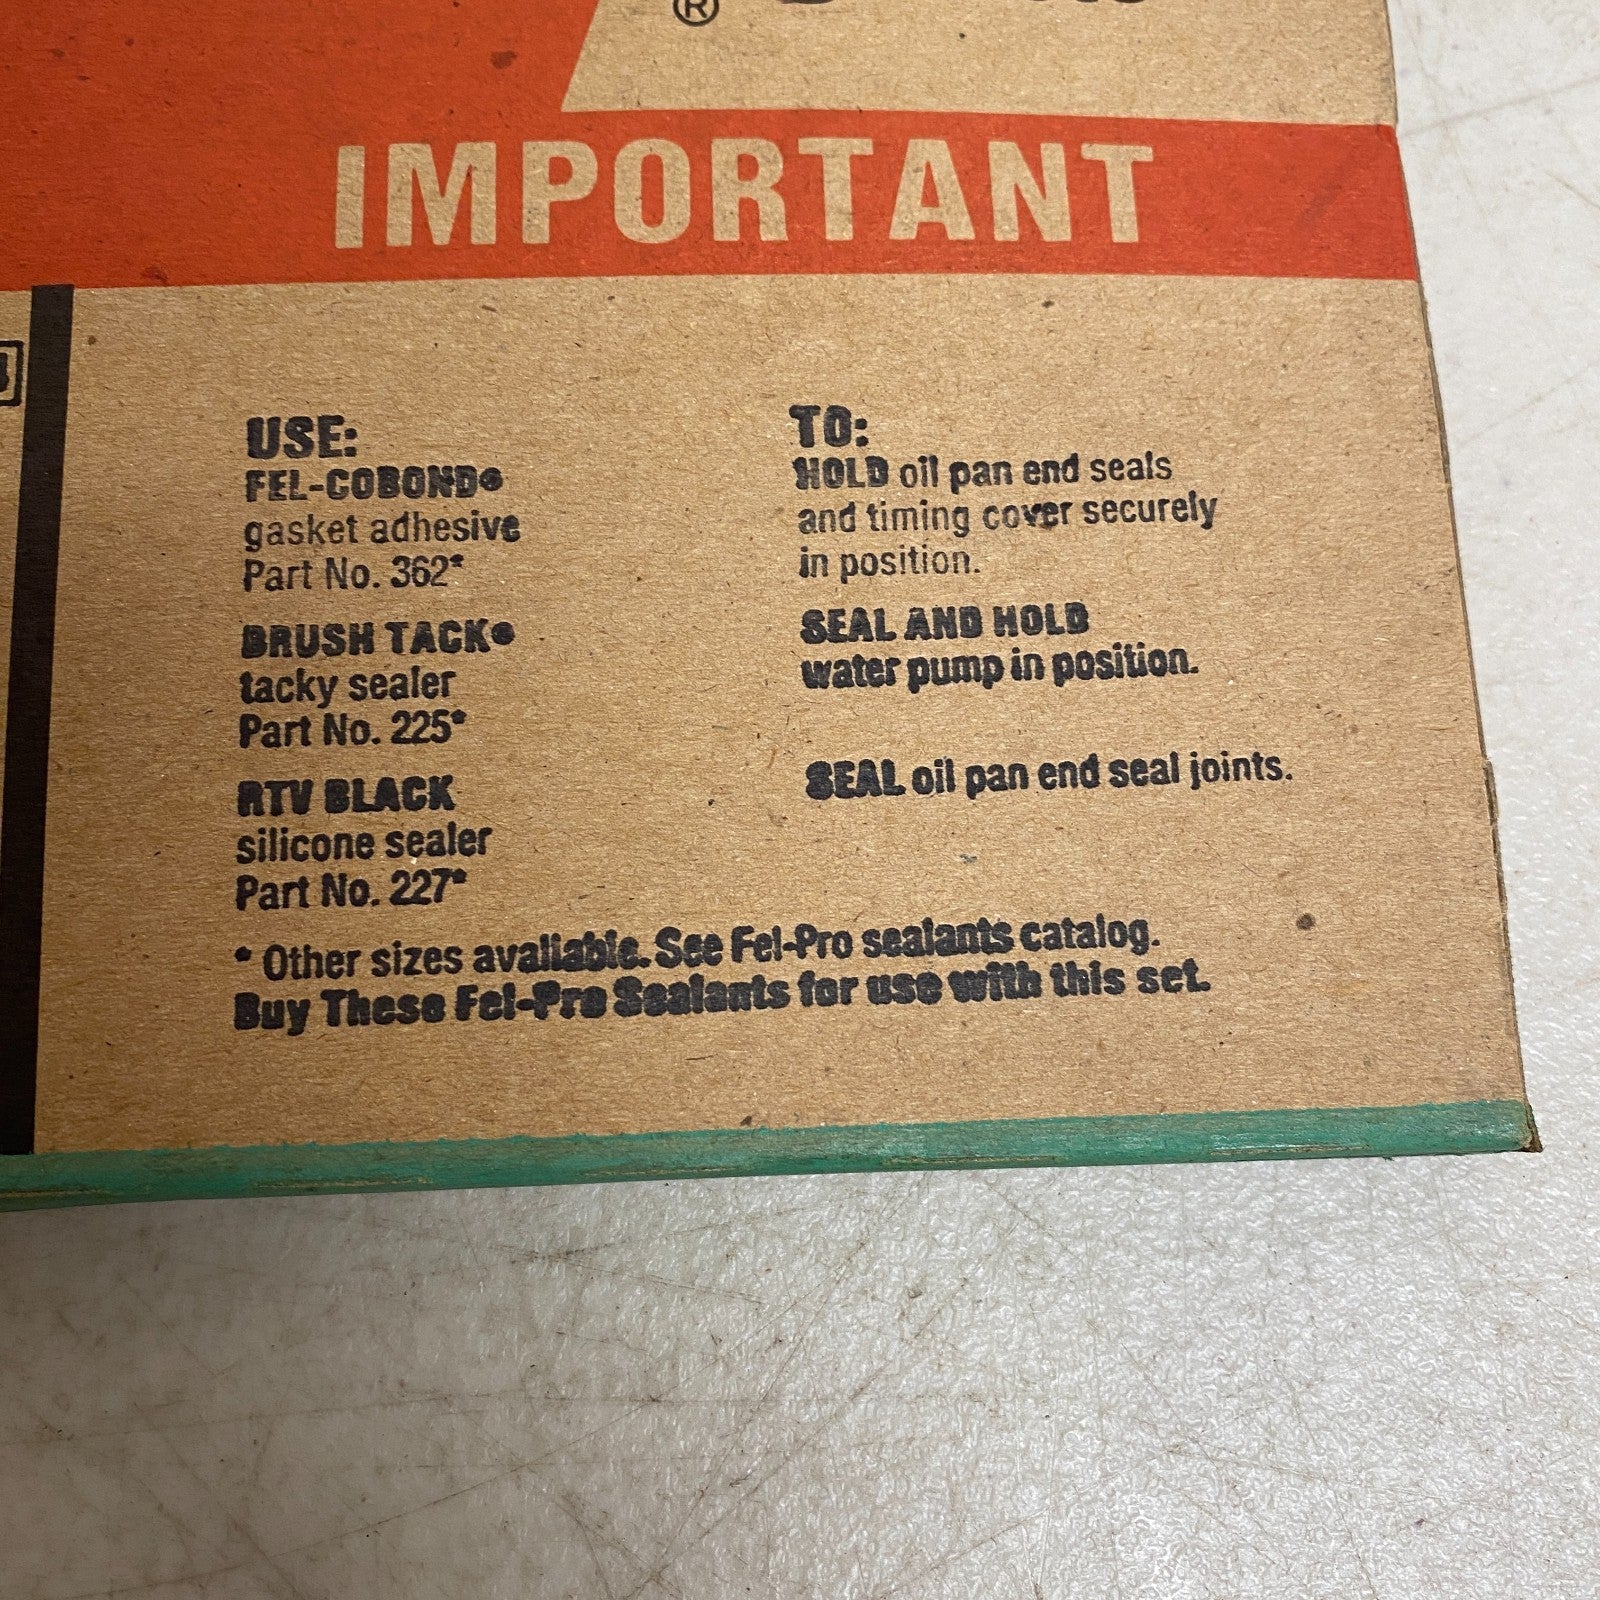 ®
IMPORTANT
USE:
FEL-COBOND®
gasket adhesive
Part No. 362*
TO:
HOLD oil pan end seals
and timing cover securely
in position.
BRUSH TACK®
tacky sealer
Part No. 225*
SEAL AND HOLD
water pump in position.
RTV BLACK
silicone sealer
Part No. 227*
SEAL oil pan end seal joints.
* Other sizes available. See Fel-Pro sealants catalog.
Buy These Fel-Pro Sealants for use with this set.